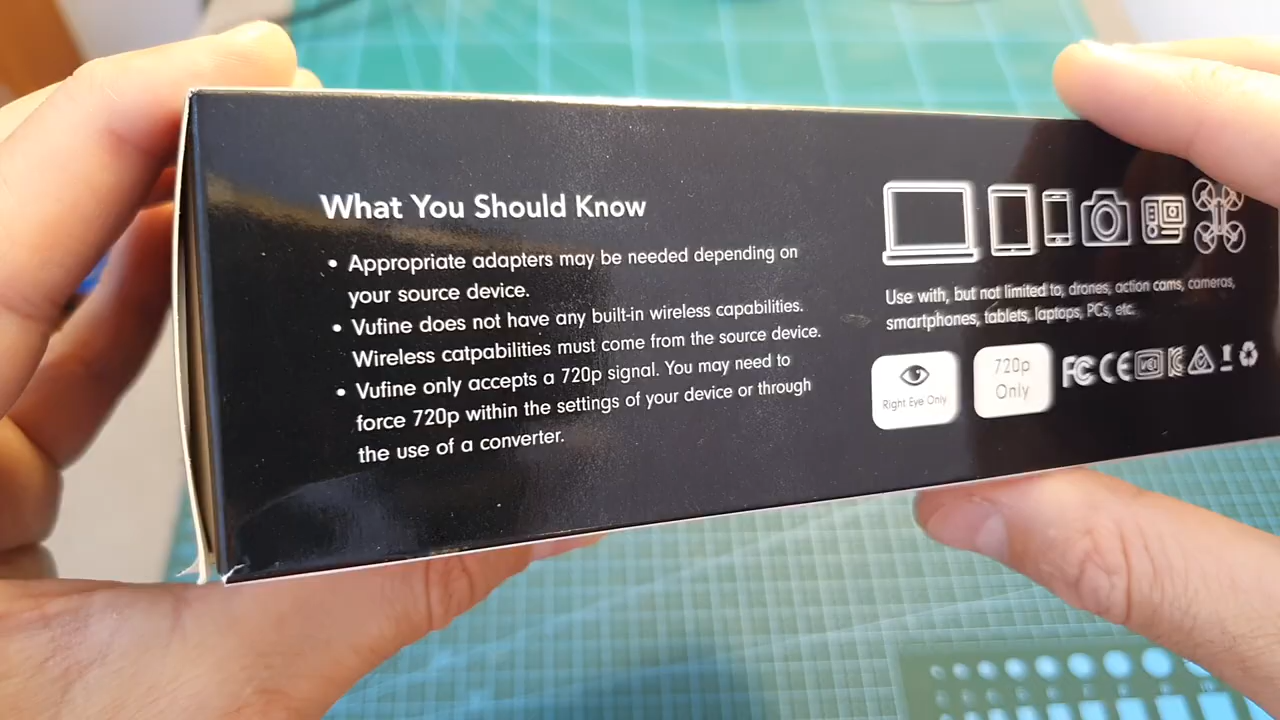 What You Should Know
• Appropriate adapters may be needed depending on
your source device.
• Vufine does not have any built-in wireless capabilities.
Wireless catpabilities must come from the source device.
• Vufine only accepts a 720p signal. You may need to
force 720p within the settings of your device or through
the use of a converter.
Use with, but not limited to, drones, action cams, cameras,
smartphones, tablets, laptops, PCs, etc.
Right Eye Only
720p
Only
FC CE